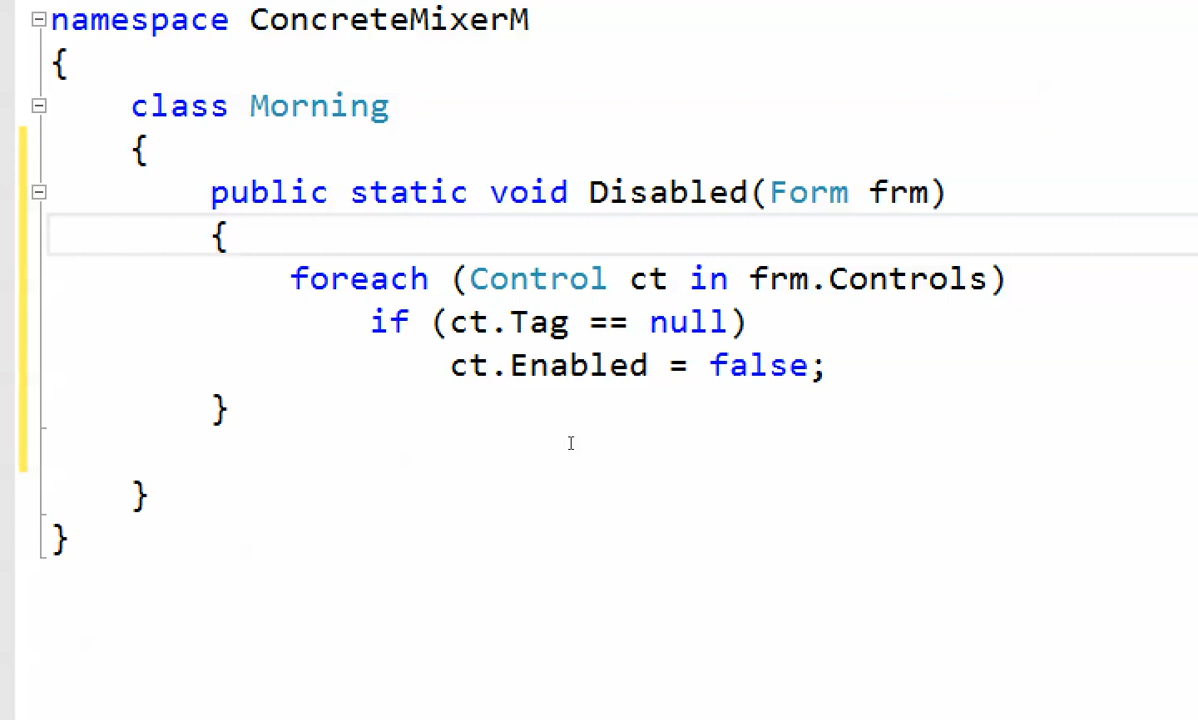 namespace ConcreteMixerM
{
    class Morning
    {
        public static void Disabled(Form frm)
        {
            foreach (Control ct in frm.Controls)
                if (ct.Tag == null)
                    ct.Enabled = false;
        }
    }
}